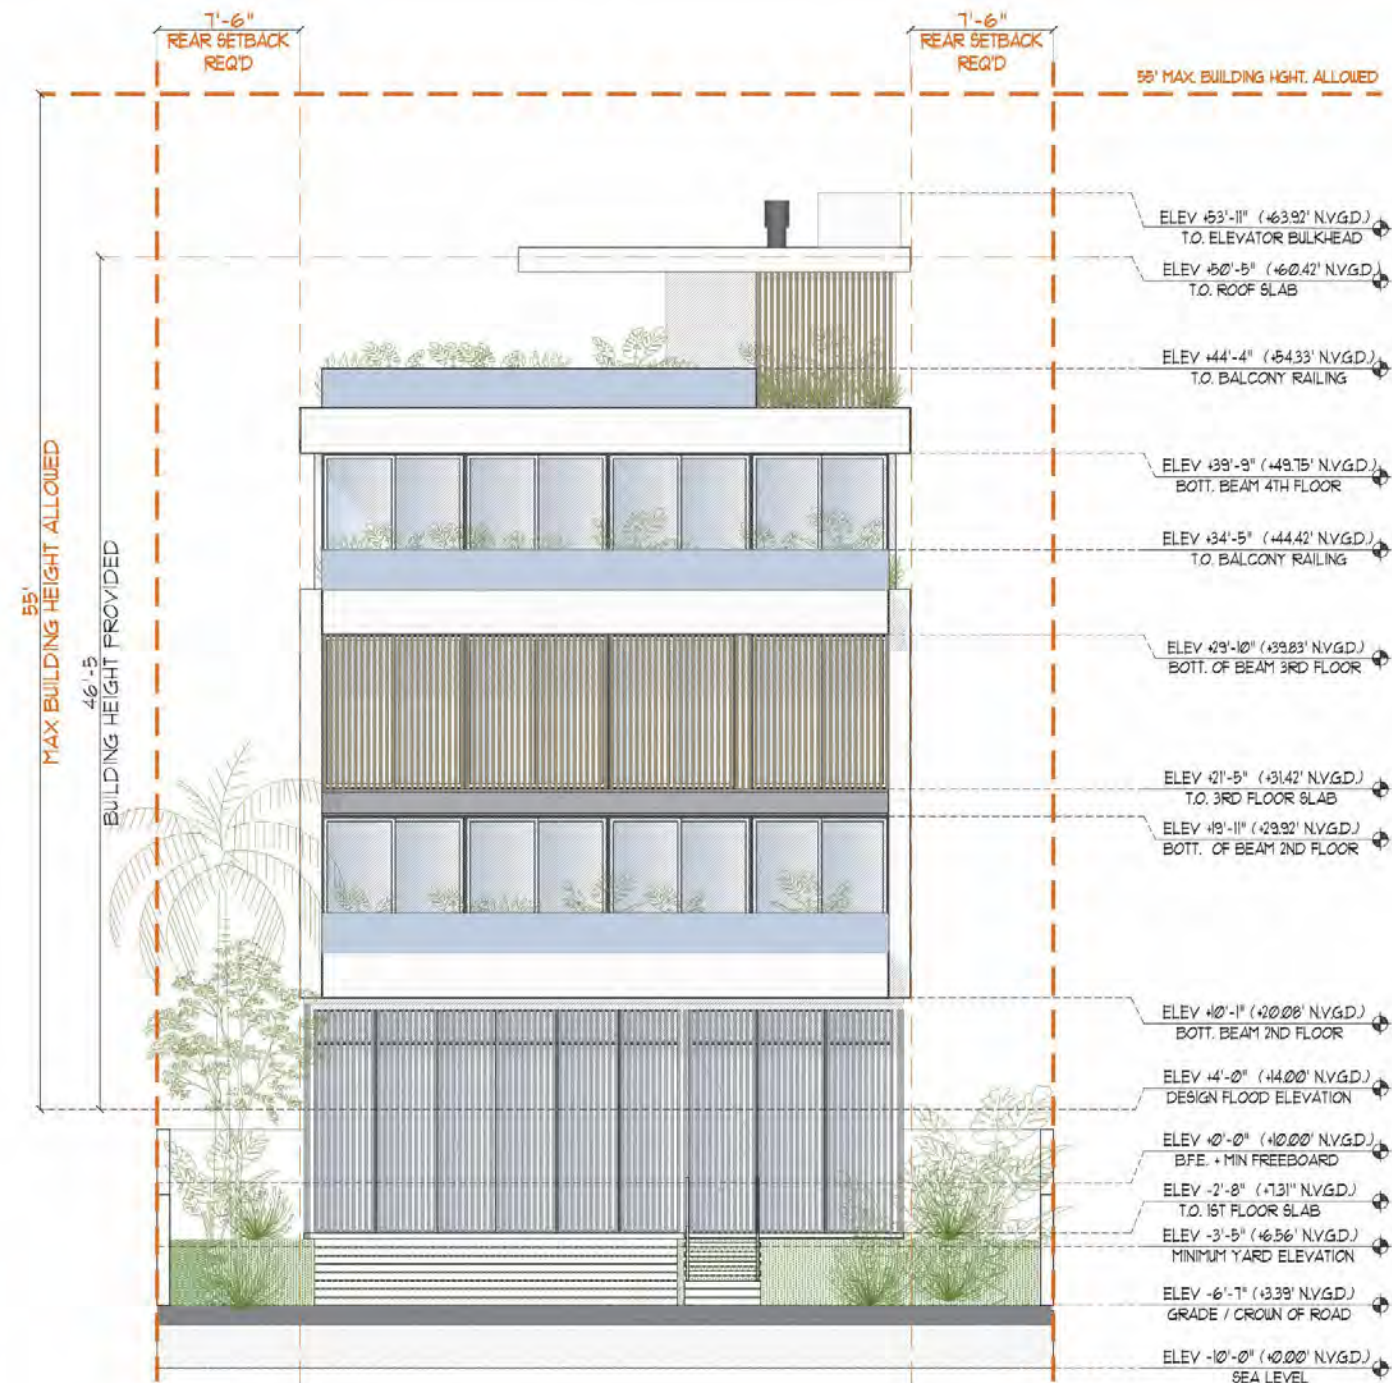 7'-6"
REAR SETBACK
REQ'D
7'-6"
REAR SETBACK
REQ'D
55' MAX. BUILDING HGHT. ALLOWED
ELEV +53'-11" (+63.92' N.V.G.D.)
T.O. ELEVATOR BULKHEAD
ELEV +50'-5" (+60.42' N.V.G.D.)
T.O. ROOF SLAB
ELEV +44'-4" (+54.33' N.V.G.D.)
T.O. BALCONY RAILING
ELEV +39'-9" (+49.75' N.V.G.D.)
BOTT. BEAM 4TH FLOOR
ELEV +34'-5" (+44.42' N.V.G.D.)
T.O. BALCONY RAILING
55'
MAX BUILDING HEIGHT ALLOWED
46'-5
BUILDING HEIGHT PROVIDED
ELEV +29'-10" (+39.83' N.V.G.D.)
BOTT. OF BEAM 3RD FLOOR
ELEV +21'-5" (+31.42' N.V.G.D.)
T.O. 3RD FLOOR SLAB
ELEV +19'-11" (+29.92' N.V.G.D.)
BOTT. OF BEAM 2ND FLOOR
ELEV +10'-1" (+20.08' N.V.G.D.)
BOTT. BEAM 2ND FLOOR
ELEV +4'-0" (+14.00' N.V.G.D.)
DESIGN FLOOD ELEVATION
ELEV +0'-0" (+10.00' N.V.G.D.)
B.F.E. + MIN FREEBOARD
ELEV -2'-8" (+7.31" N.V.G.D.)
T.O. 1ST FLOOR SLAB
ELEV -3'-5" (+6.56' N.V.G.D.)
MINIMUM YARD ELEVATION
ELEV -6'-7" (+3.39' N.V.G.D.)
GRADE / CROWN OF ROAD
ELEV -10'-0" (+0.00' N.V.G.D.)
SEA LEVEL